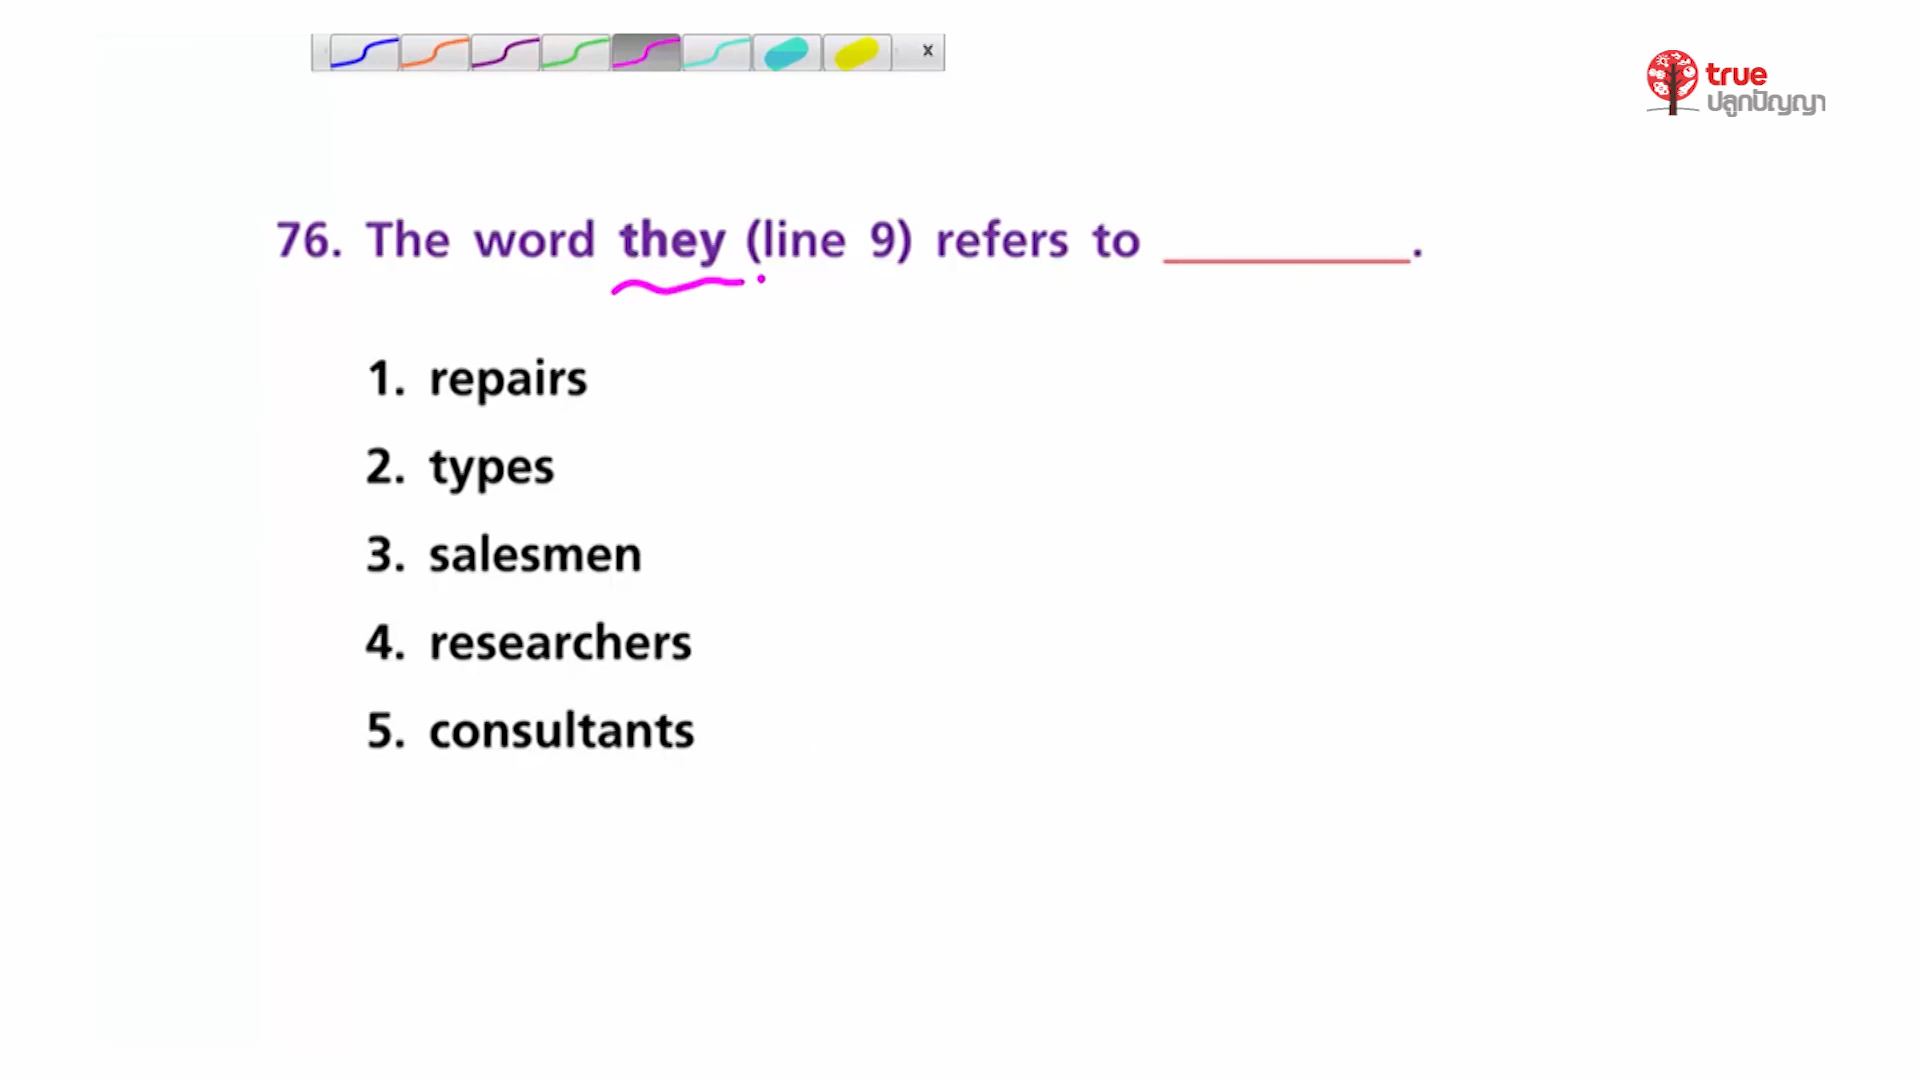 x
true
ปลูกปัญญา
76. The word they (line 9) refers to __________.
1. repairs
2. types
3. salesmen
4. researchers
5. consultants